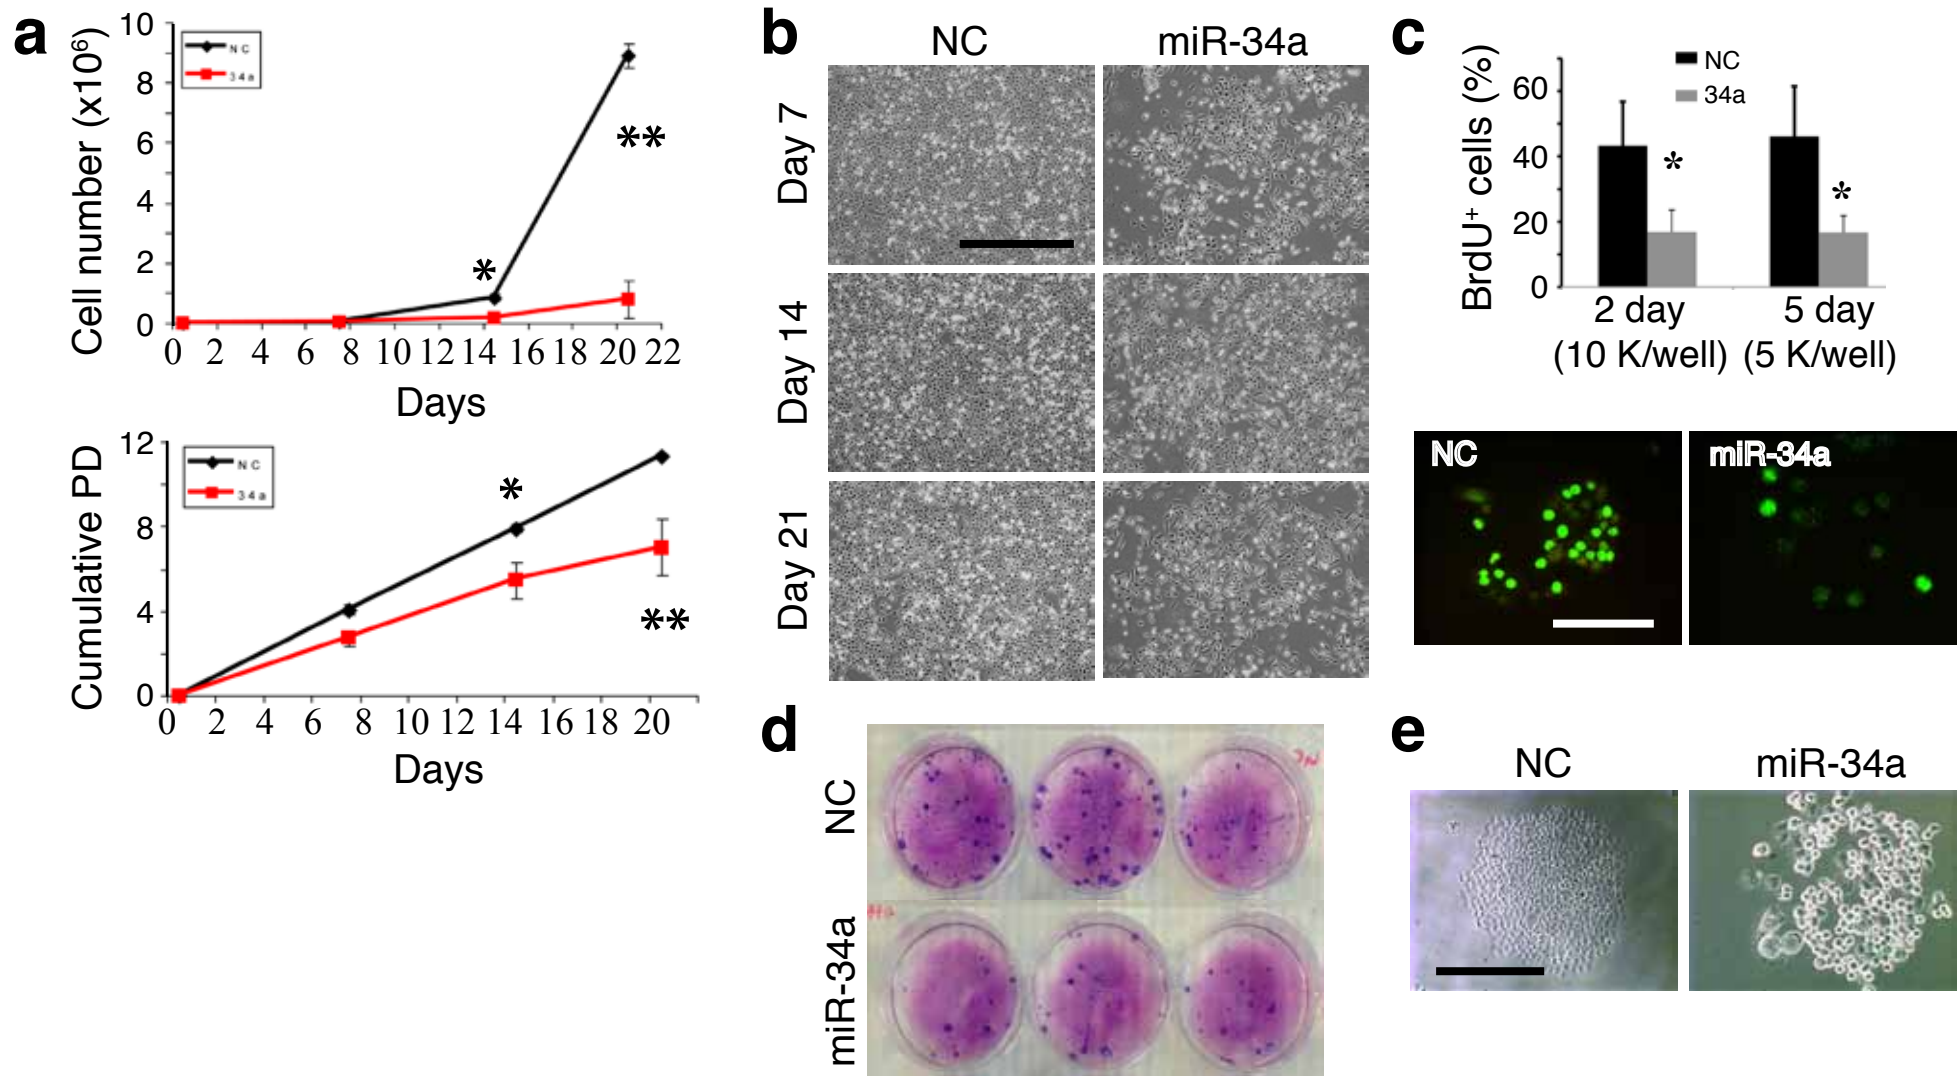 a
Cell number (x10⁶)
10
8
6
4
2
0
NC
34a
*
**
0 2 4 6 8 10 12 14 16 18 20 22
Days
Cumulative PD
12
8
4
0
NC
34a
*
**
0 2 4 6 8 10 12 14 16 18 20
Days
b
NC miR-34a
Day 7
Day 14
Day 21
c
BrdU⁺ cells (%)
60
40
20
0
NC
34a
*
*
2 day 5 day
(10 K/well) (5 K/well)
NC miR-34a
d
NC
NC
miR-34a
e
NC miR-34a